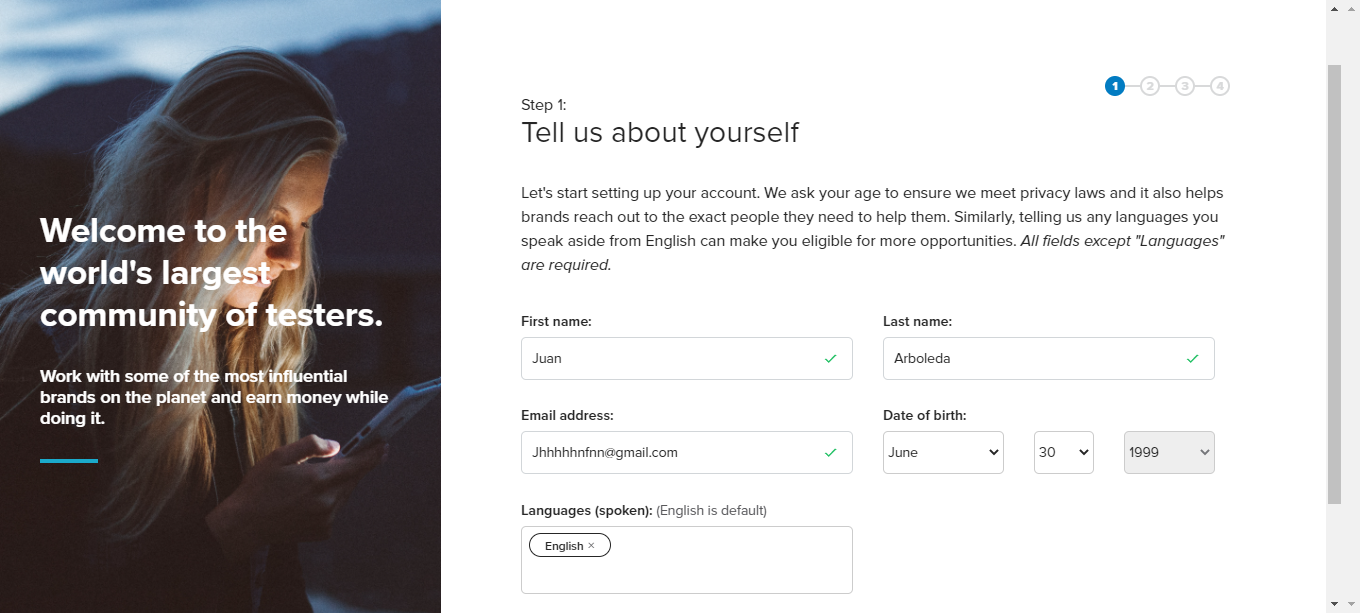 Welcome to the
world's largest
community of testers.
Work with some of the most influential
brands on the planet and earn money while
doing it.
1 2 3 4
Step 1:
Tell us about yourself
Let's start setting up your account. We ask your age to ensure we meet privacy laws and it also helps
brands reach out to the exact people they need to help them. Similarly, telling us any languages you
speak aside from English can make you eligible for more opportunities. All fields except "Languages"
are required.
First name: Last name:
Juan Arboleda
Email address: Date of birth:
Jhhhhhnfnn@gmail.com June 30 1999
Languages (spoken): (English is default)
English ×